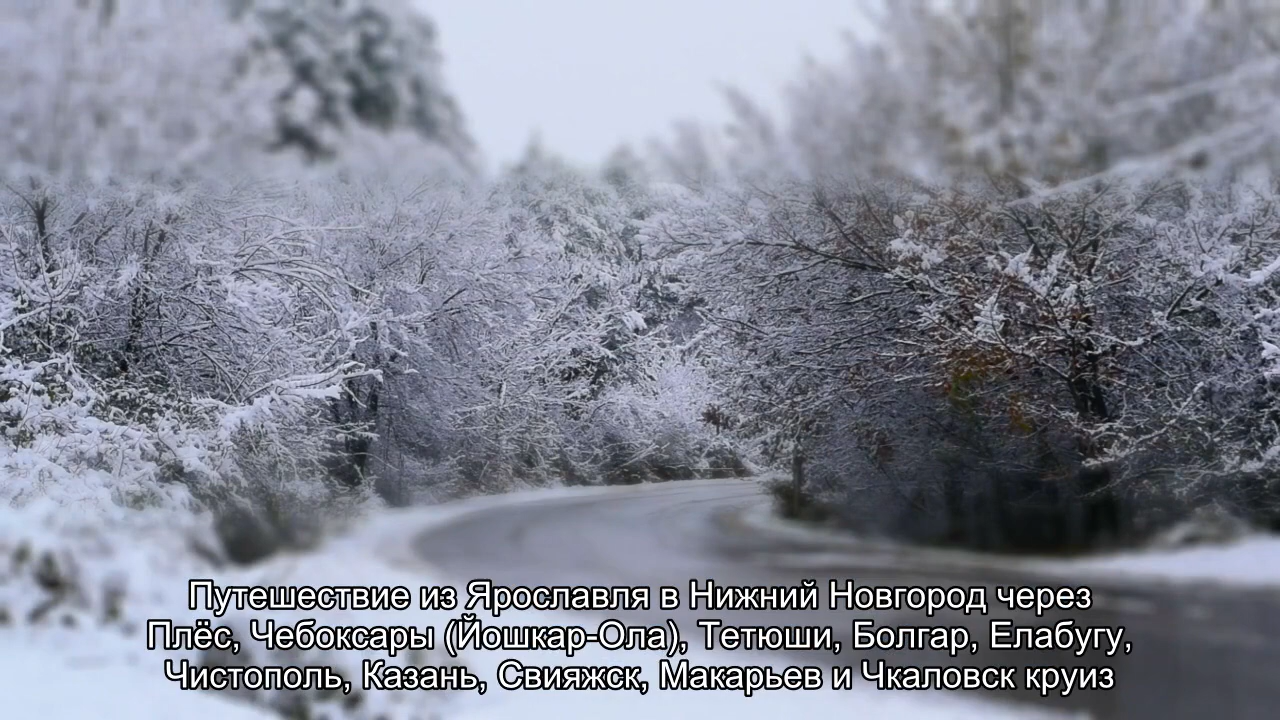 Путешествие из Ярославля в Нижний Новгород через
Плёс, Чебоксары (Йошкар-Ола), Тетюши, Болгар, Елабугу,
Чистополь, Казань, Свияжск, Макарьев и Чкаловск круиз